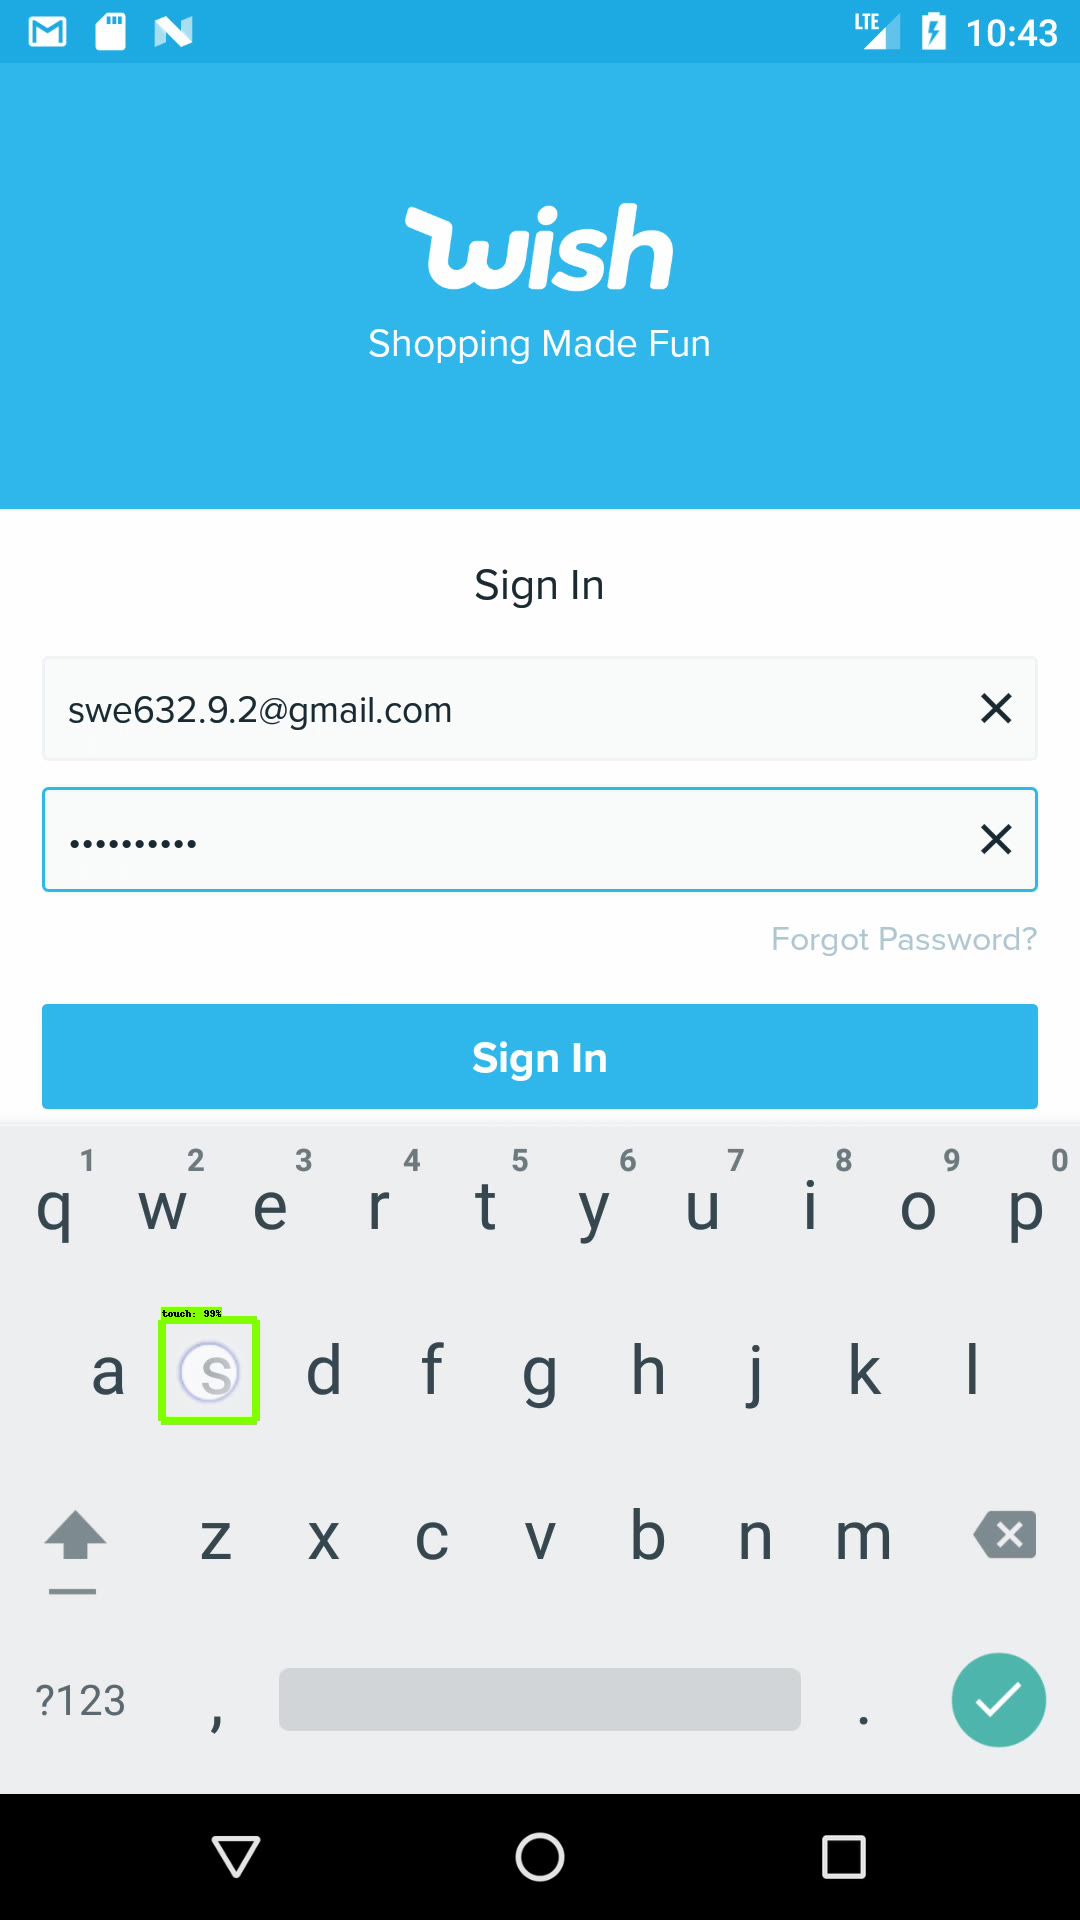 LTE 10:43
wish
Shopping Made Fun
Sign In
swe632.9.2@gmail.com
••••••••••
Forgot Password?
Sign In
1 2 3 4 5 6 7 8 9 0
q w e r t y u i o p
touch: 99%
a s d f g h j k l
z x c v b n m
?123 , .